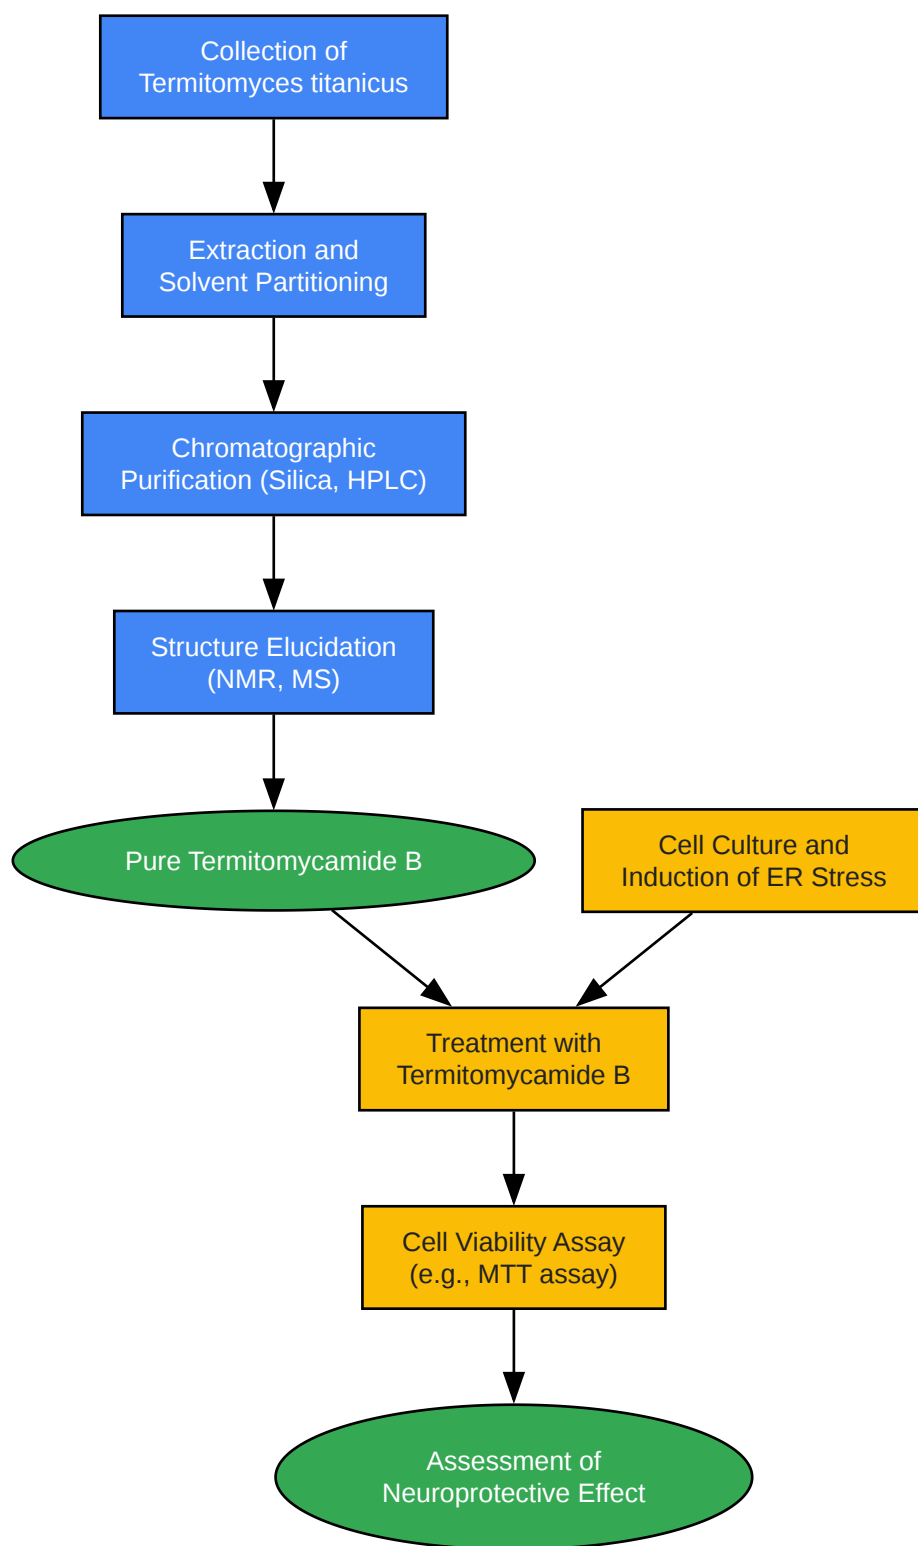 Collection of
Termitomyces titanicus
Extraction and
Solvent Partitioning
Chromatographic
Purification (Silica, HPLC)
Structure Elucidation
(NMR, MS)
Pure Termitomycamide B
Cell Culture and
Induction of ER Stress
Treatment with
Termitomycamide B
Cell Viability Assay
(e.g., MTT assay)
Assessment of
Neuroprotective Effect